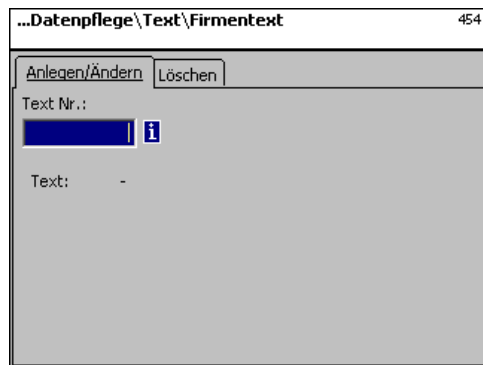 ...Datenpflege\Text\Firmentext 454
Anlegen/Ändern Löschen
Text Nr.:
i
Text: -